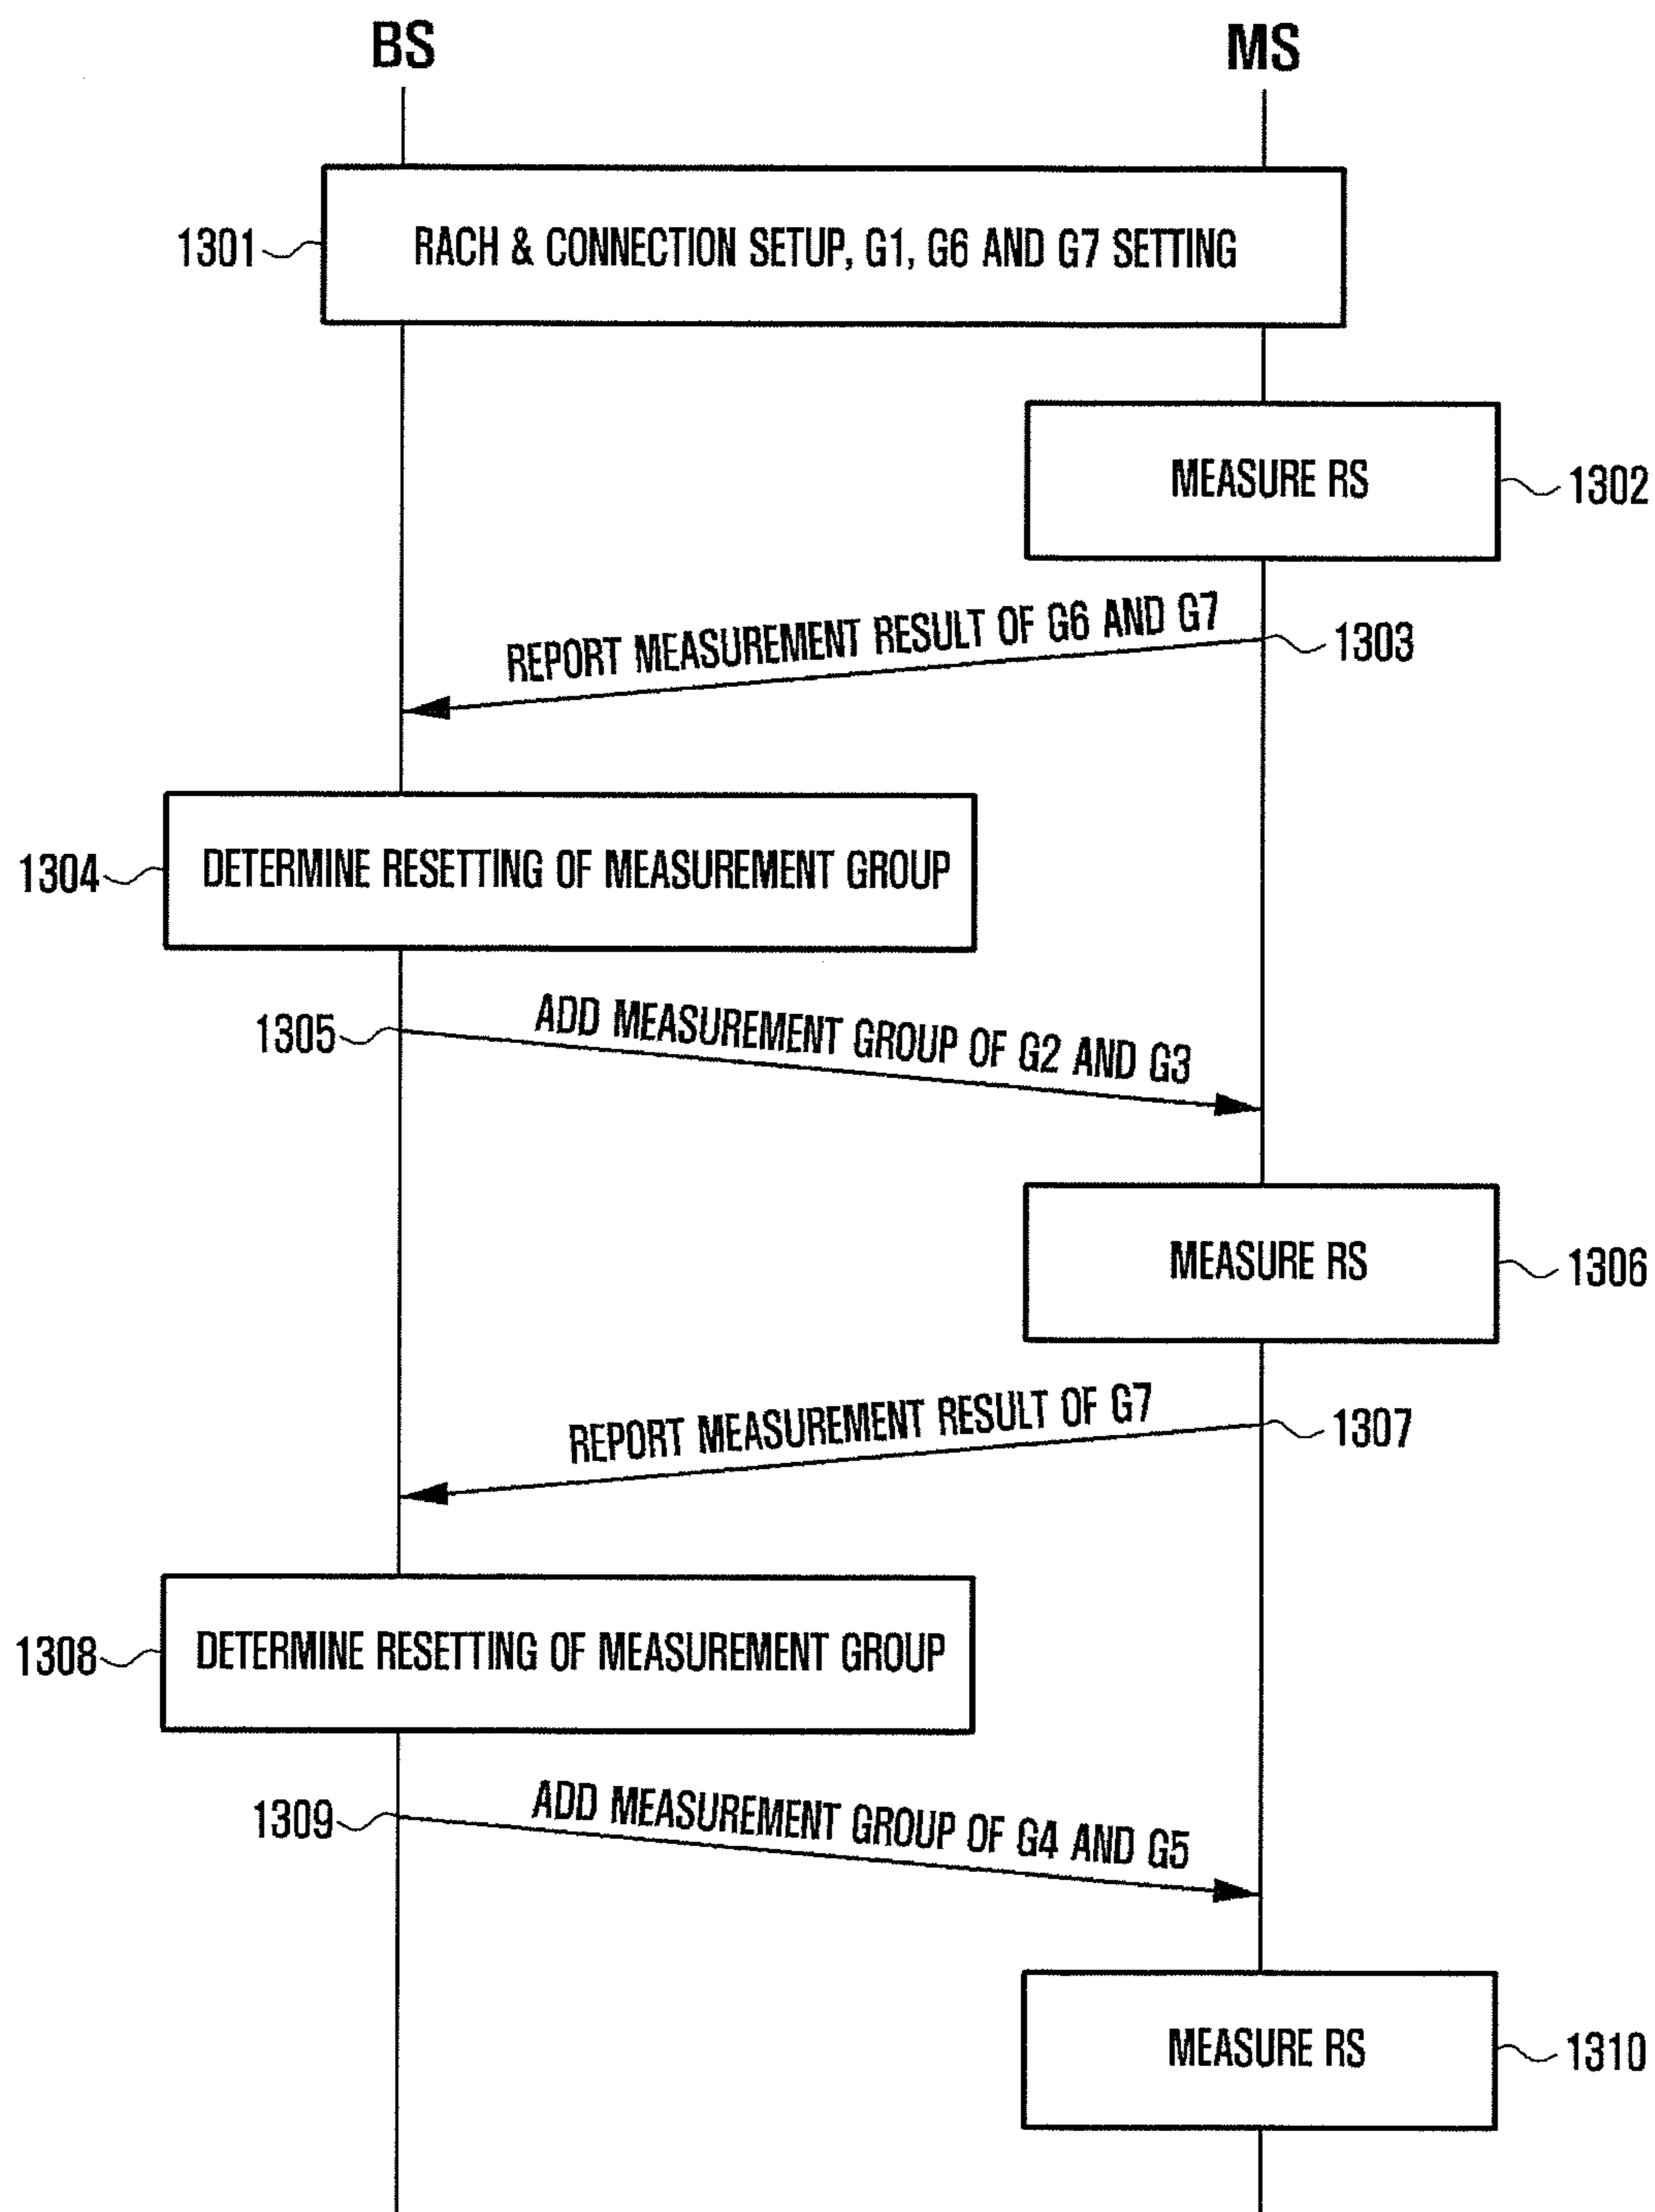 BS
MS
1301
RACH & CONNECTION SETUP, G1, G6 AND G7 SETTING
MEASURE RS
1302
REPORT MEASUREMENT RESULT OF G6 AND G7
1303
1304
DETERMINE RESETTING OF MEASUREMENT GROUP
1305
ADD MEASUREMENT GROUP OF G2 AND G3
MEASURE RS
1306
REPORT MEASUREMENT RESULT OF G7
1307
1308
DETERMINE RESETTING OF MEASUREMENT GROUP
1309
ADD MEASUREMENT GROUP OF G4 AND G5
MEASURE RS
1310